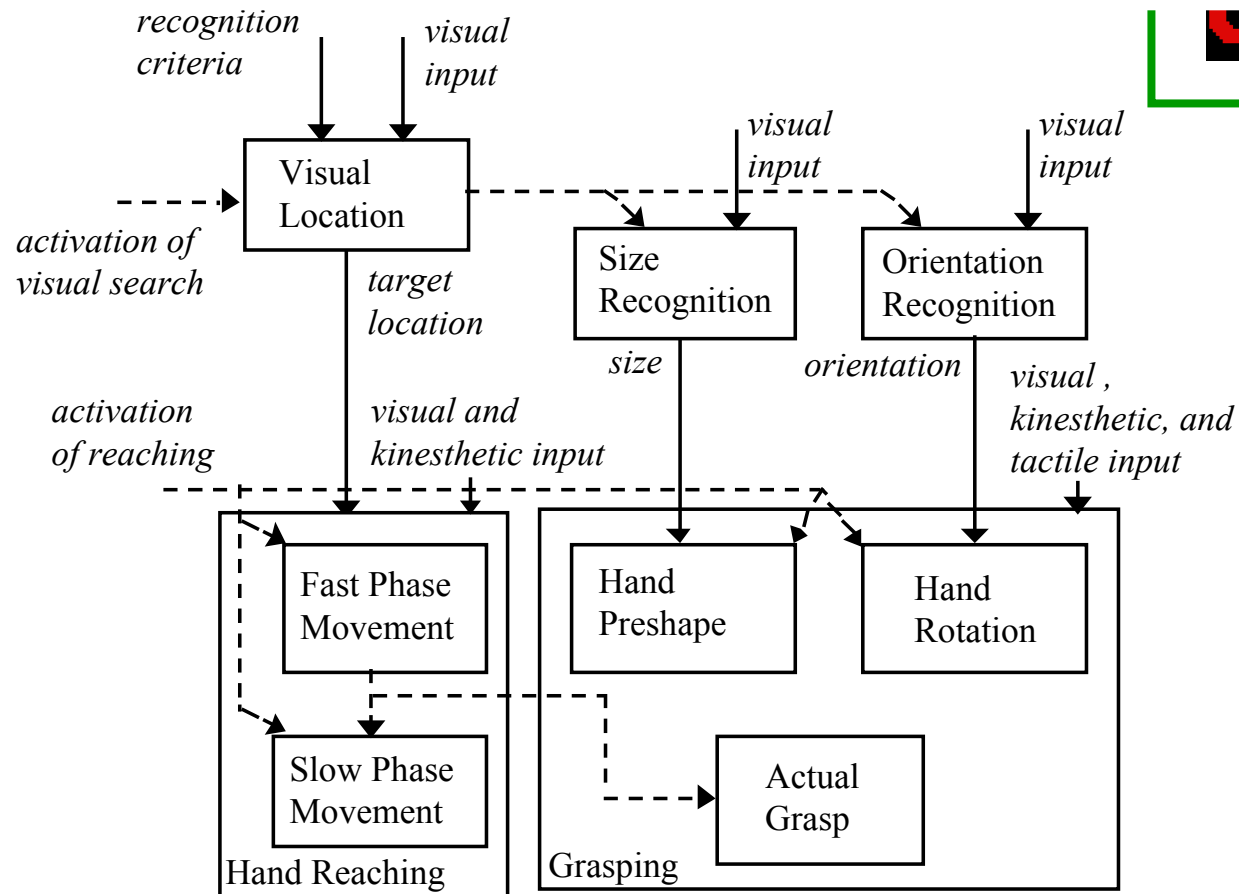 recognition
criteria
visual
input
visual
input
visual
input
Visual
Location
activation of
visual search
Size
Recognition
Orientation
Recognition
target
location
size
orientation
activation
of reaching
visual and
kinesthetic input
visual ,
kinesthetic, and
tactile input
Fast Phase
Movement
Hand
Preshape
Hand
Rotation
Slow Phase
Movement
Actual
Grasp
Hand Reaching
Grasping